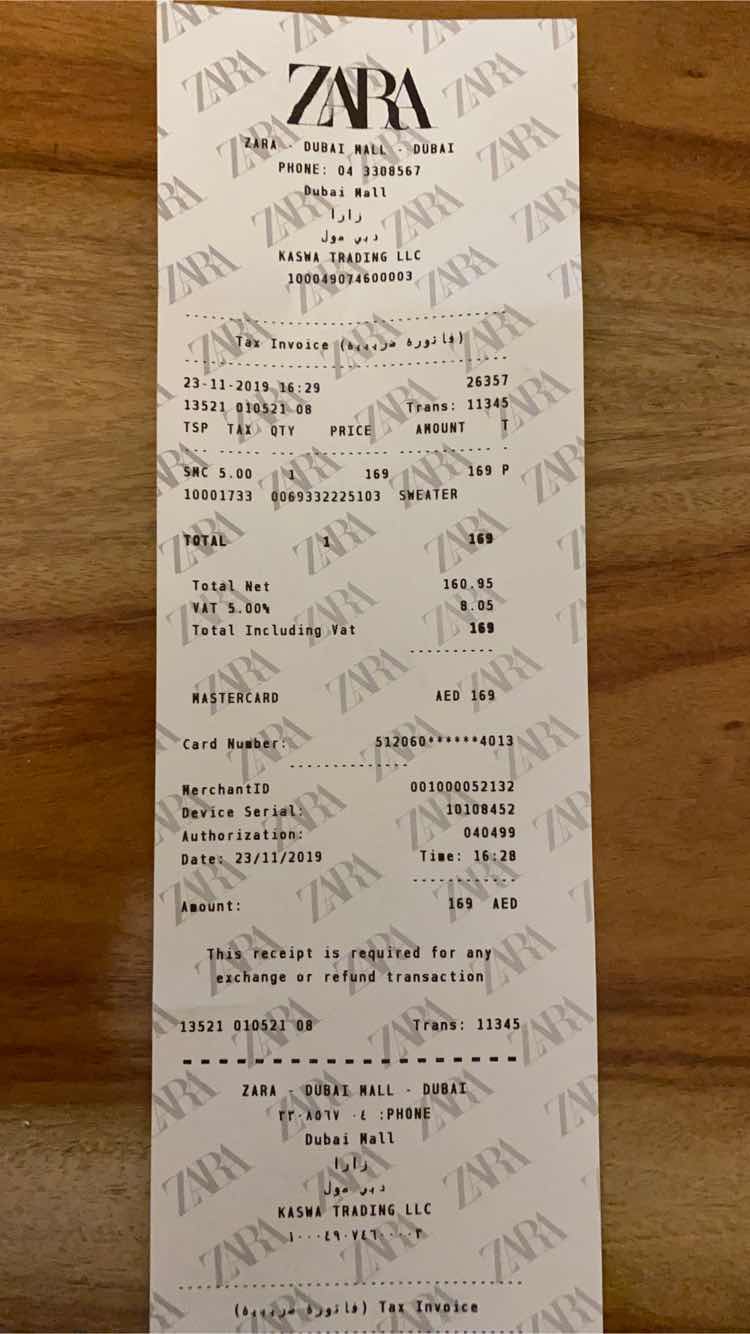 ZARA
ZARA - DUBAI MALL - DUBAI
PHONE: 04 3308567
Dubai Mall
زارا
دبي مول
KASWA TRADING LLC
100049074600003
Tax Invoice (فاتورة ضريبية)
23-11-2019 16:29 26357
13521 010521 08 Trans: 11345
TSP TAX QTY PRICE AMOUNT T
SMC 5.00 1 169 169 P
10001733 0069332225103 SWEATER
TOTAL 1 169
Total Net 160.95
VAT 5.00% 8.05
Total Including Vat 169
MASTERCARD AED 169
Card Number: 512060******4013
MerchantID 001000052132
Device Serial: 10108452
Authorization: 040499
Date: 23/11/2019 Time: 16:28
Amount: 169 AED
This receipt is required for any
exchange or refund transaction
13521 010521 08 Trans: 11345
ZARA - DUBAI MALL - DUBAI
٣٣٠٨٥٦٧ ٠٤ :PHONE
Dubai Mall
زارا
دبي مول
KASWA TRADING LLC
١٠٠٠٤٩٠٧٤٦٠٠٠٠٣
(فاتورة ضريبية) Tax Invoice